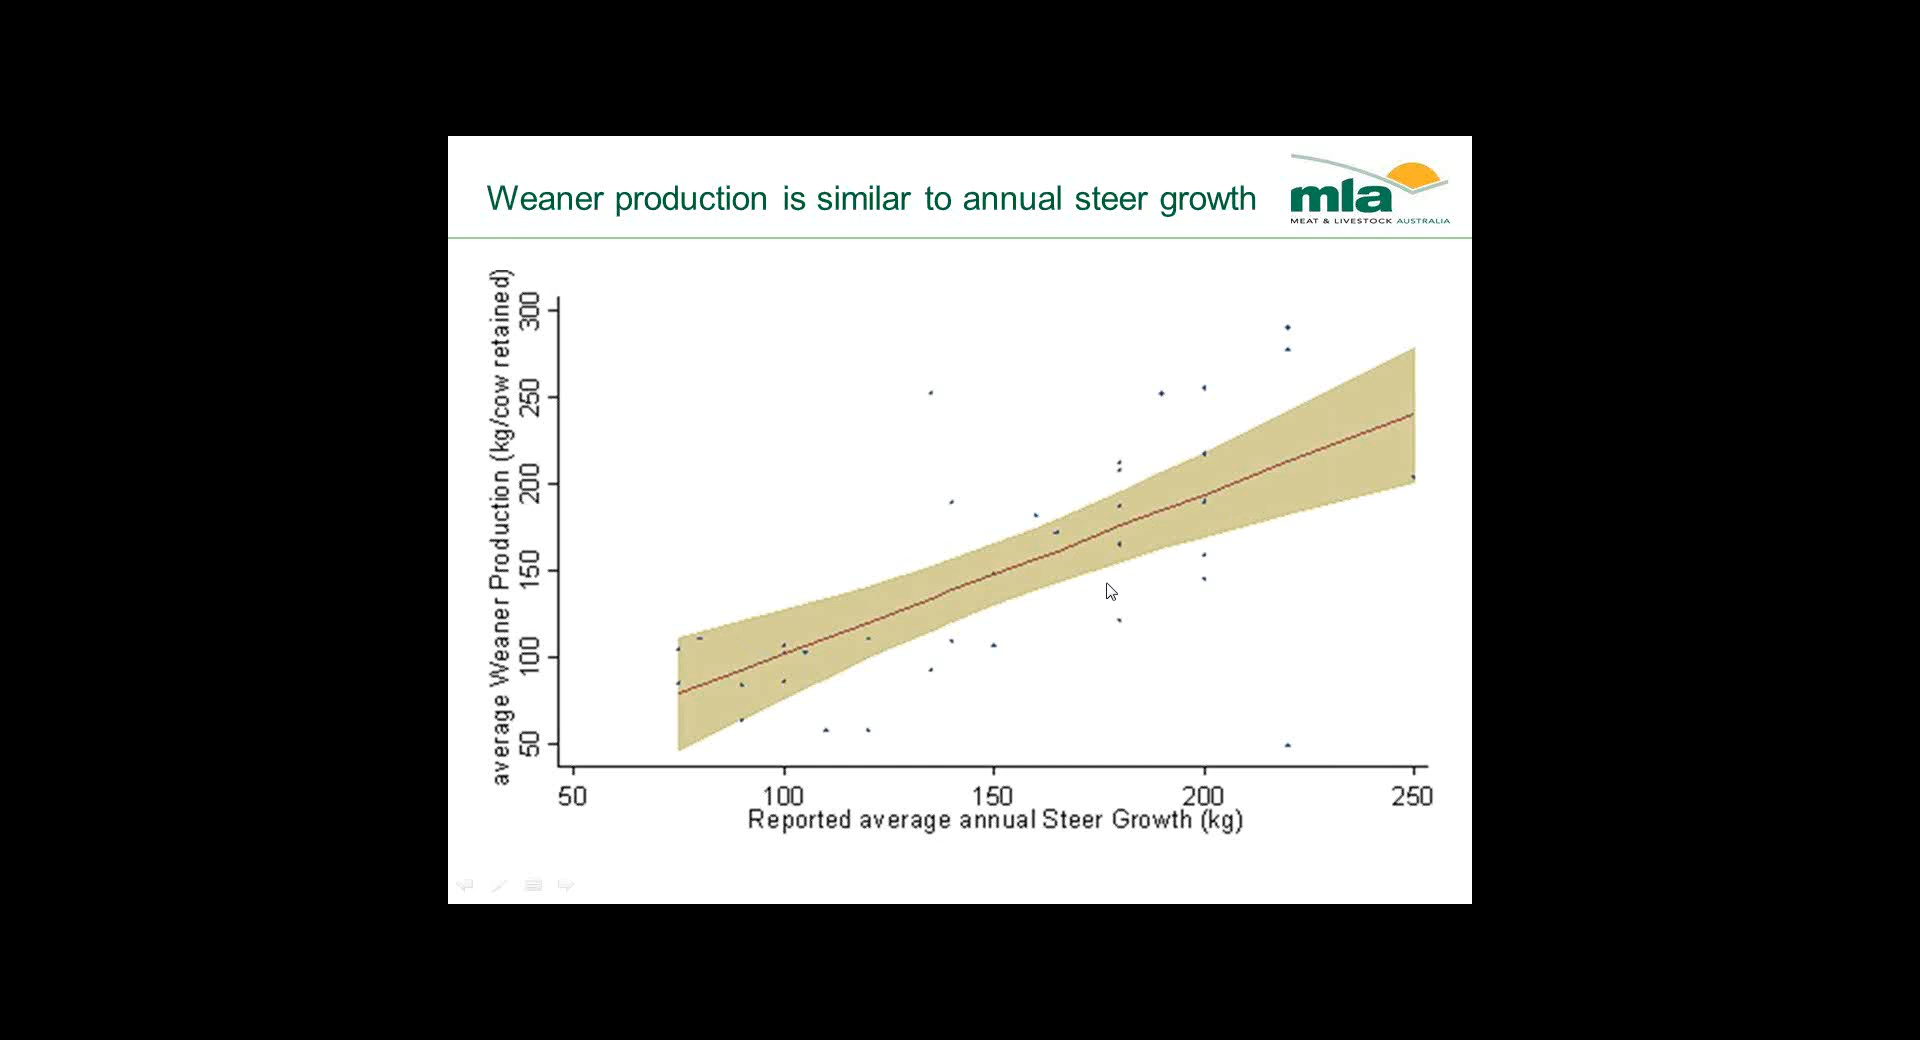 Weaner production is similar to annual steer growth
mla
MEAT & LIVESTOCK AUSTRALIA
average Weaner Production (kg/cow retained)
300
250
200
150
100
50
50 100 150 200 250
Reported average annual Steer Growth (kg)